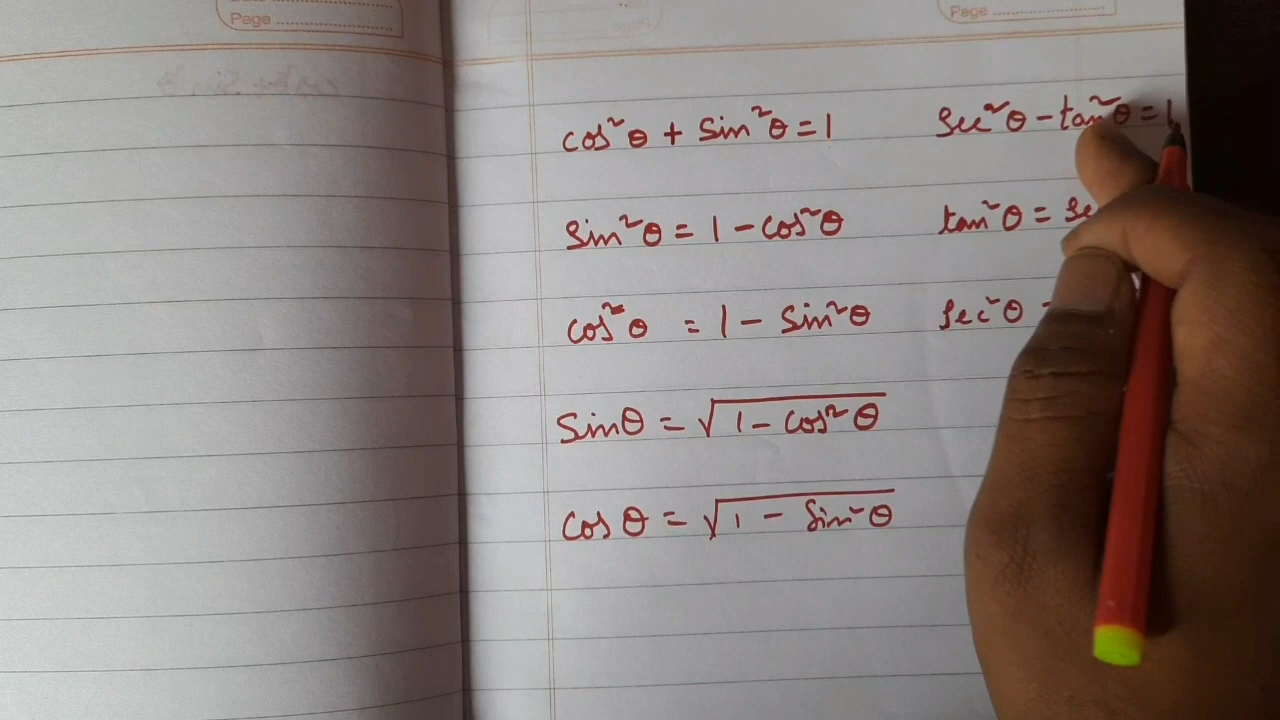 Page
Page
cos²θ + sin²θ = 1
sec²θ - tan²θ = 1
sin²θ = 1 - cos²θ
tan²θ = se
cos²θ = 1 - sin²θ
sec²θ
sinθ = √1 - cos²θ
cosθ = √1 - sin²θ